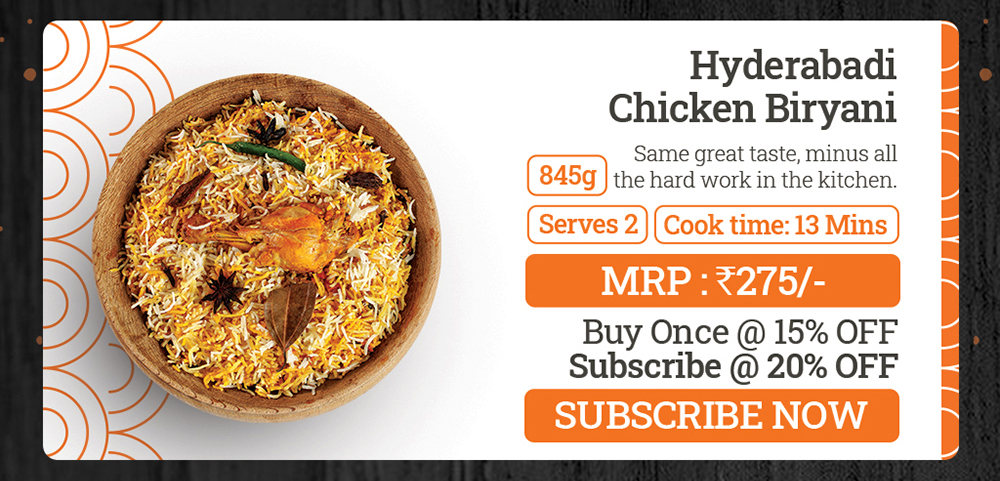 Hyderabadi
Chicken Biryani
Same great taste, minus all
845g the hard work in the kitchen.
Serves 2 Cook time: 13 Mins
MRP : ₹275/-
Buy Once @ 15% OFF
Subscribe @ 20% OFF
SUBSCRIBE NOW